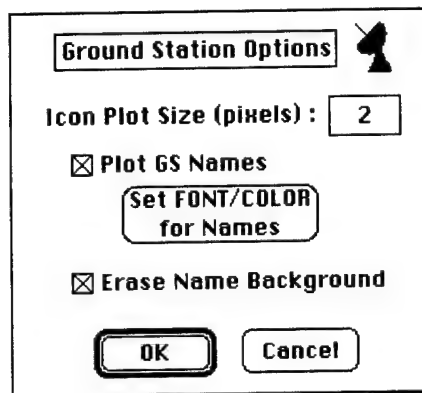 Ground Station Options
Icon Plot Size (pixels) : 2
Plot GS Names
Set FONT/COLOR
for Names
Erase Name Background
OK Cancel